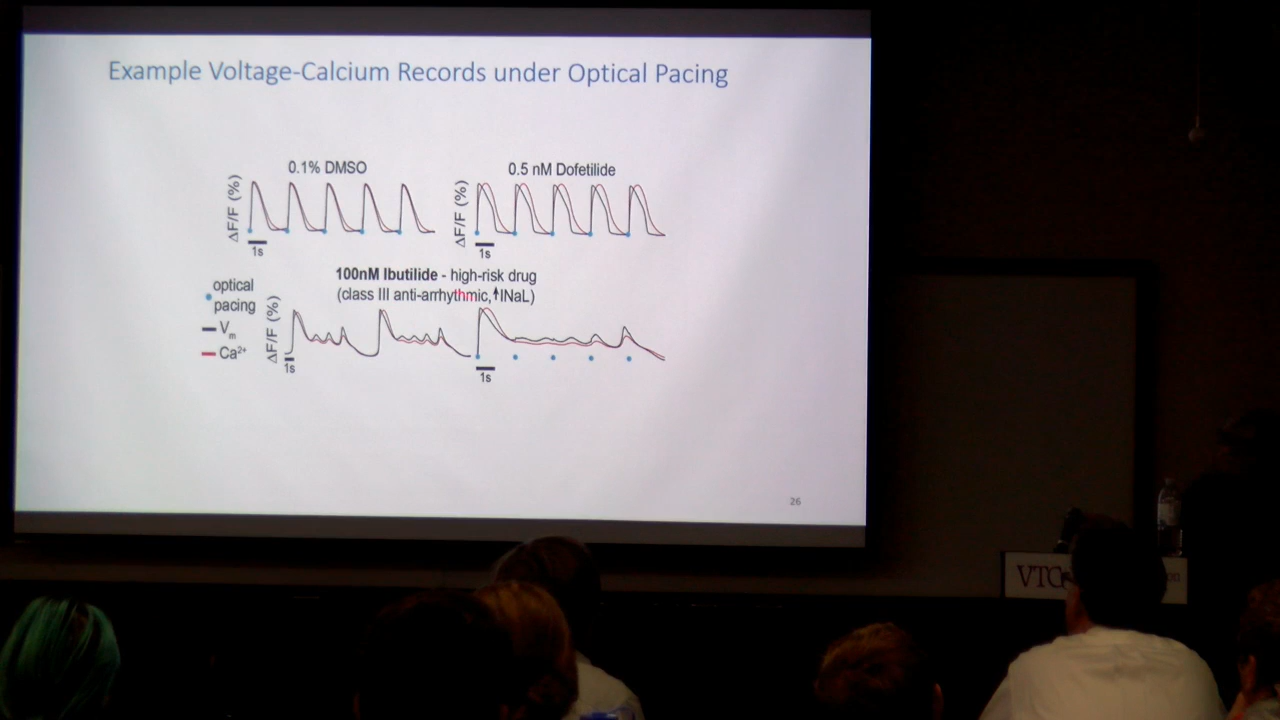 Example Voltage-Calcium Records under Optical Pacing
0.1% DMSO
ΔF/F (%)
1s
0.5 nM Dofetilide
ΔF/F (%)
1s
100nM Ibutilide - high-risk drug
(class III anti-arrhythmic,↑INaL)
optical
pacing
Vm
Ca²⁺
ΔF/F (%)
1s
1s
26
VTC